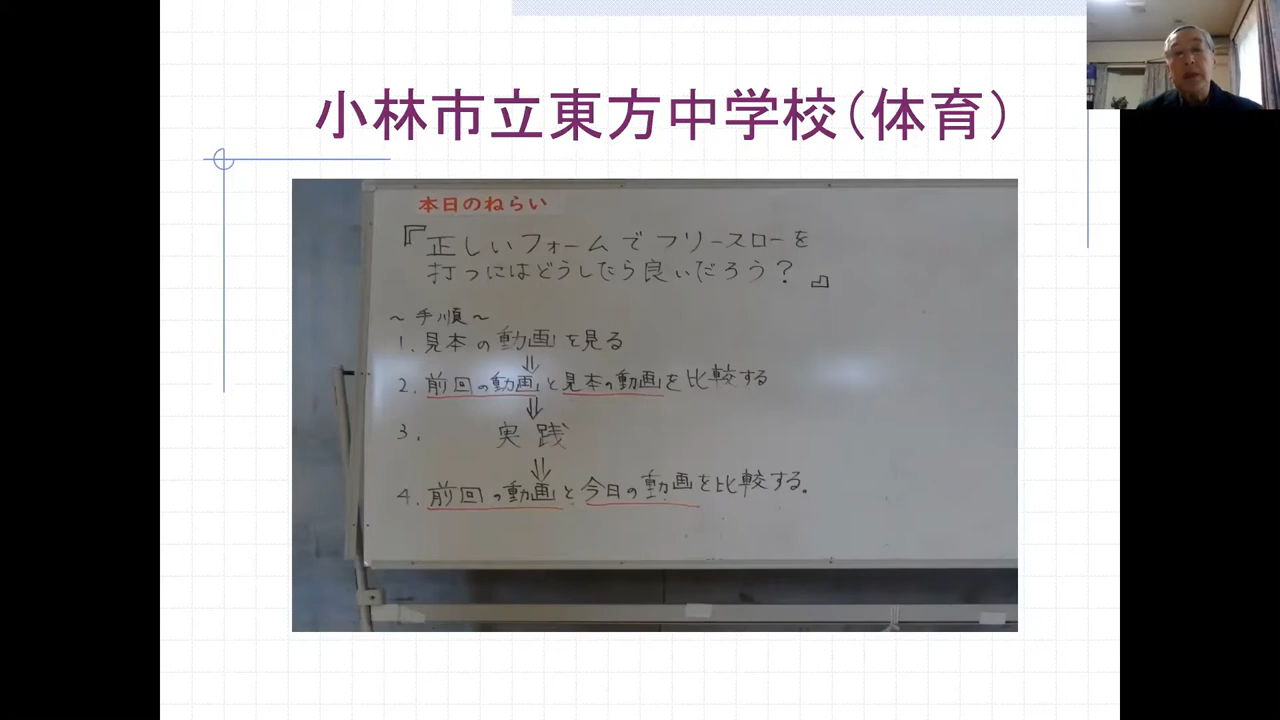 小林市立東方中学校（体育）
本日のねらい
『正しいフォームでフリースローを
打つにはどうしたら良いだろう？』
～手順～
1. 見本の動画を見る
⇓
2. 前回の動画と見本の動画を比較する
⇓
3. 実践
⇓
4. 前回の動画と今日の動画を比較する。